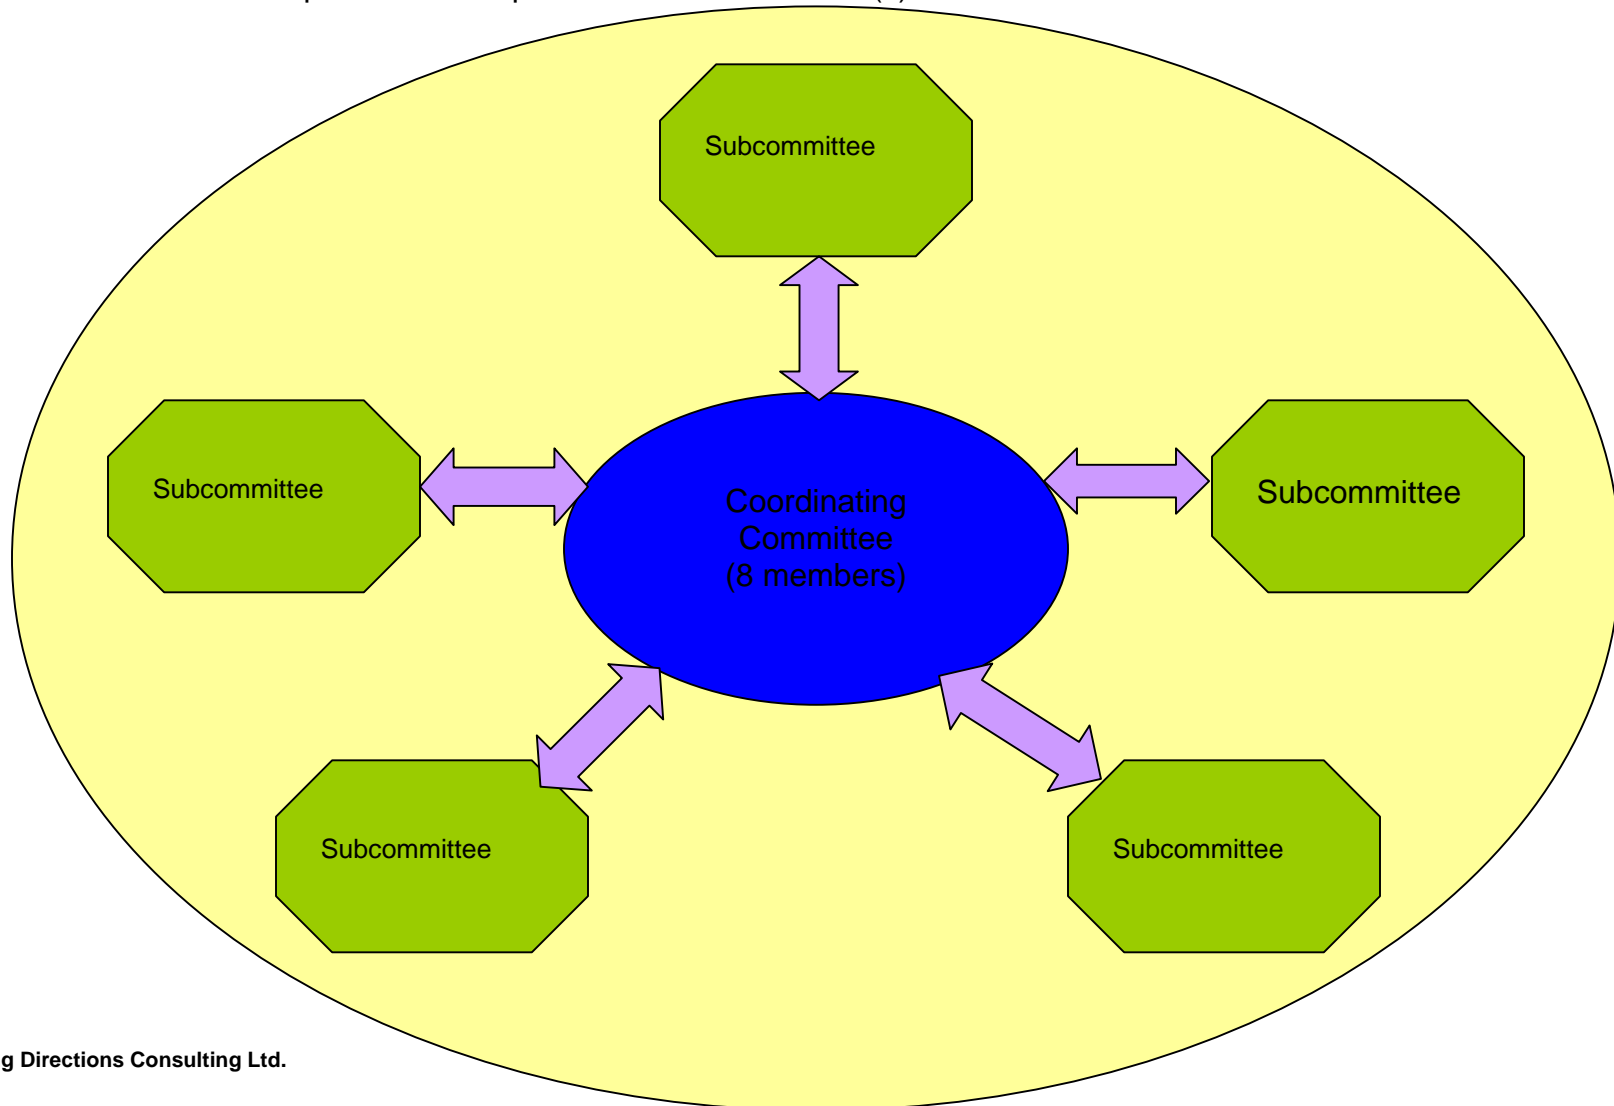 Subcommittee
Subcommittee
Coordinating
Committee
(8 members)
Subcommittee
Subcommittee
Subcommittee
g Directions Consulting Ltd.